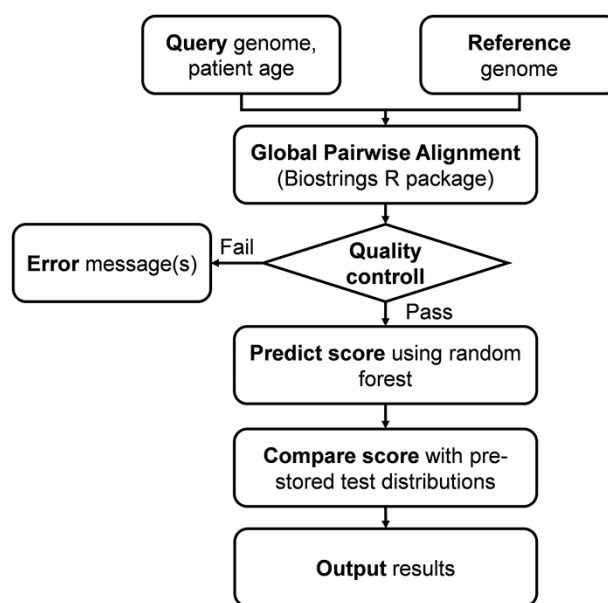 Query genome,
patient age
Reference
genome
Global Pairwise Alignment
(Biostrings R package)
Fail
Error message(s)
Quality
controll
Pass
Predict score using random
forest
Compare score with pre-
stored test distributions
Output results